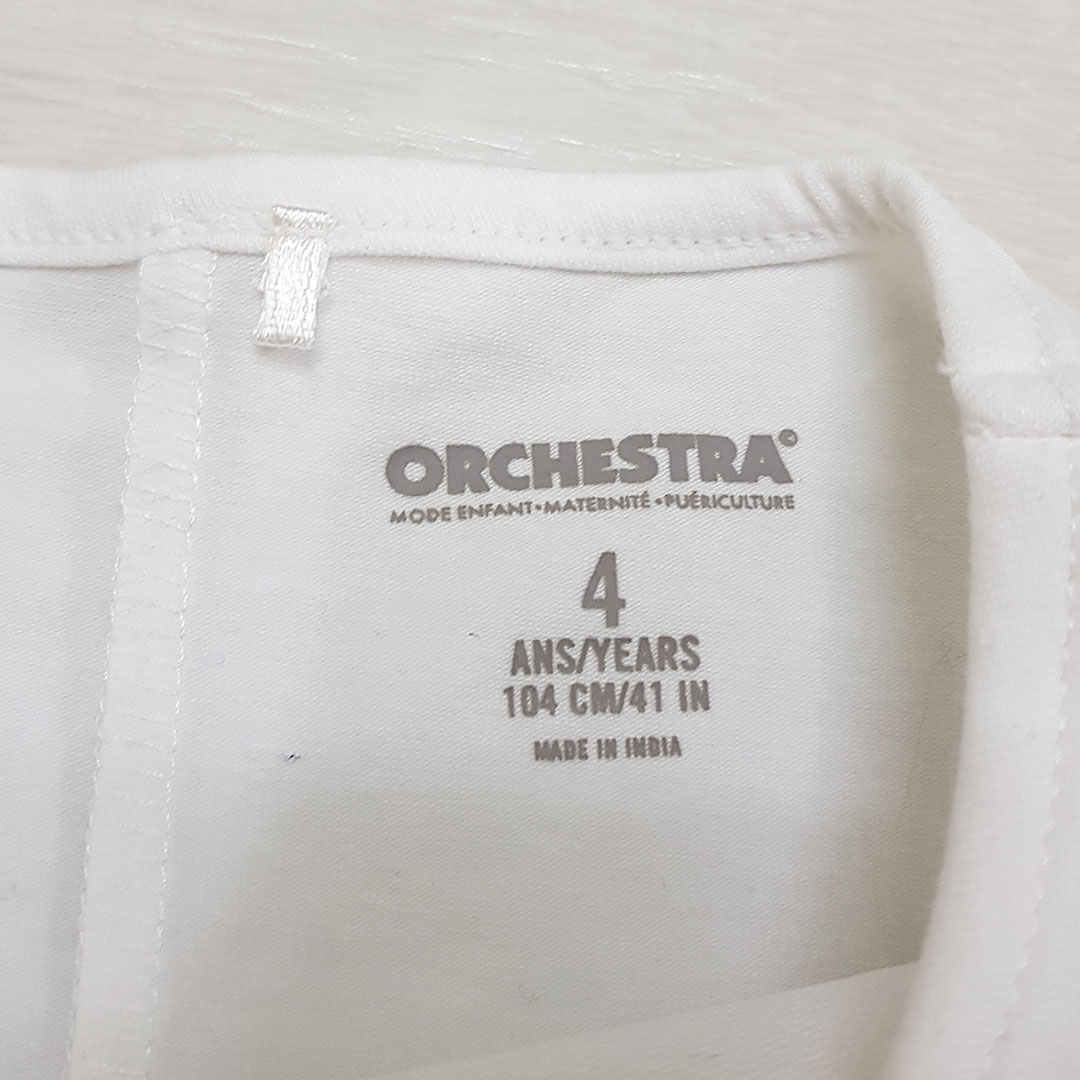 ORCHESTRA©
MODE ENFANT•MATERNITÉ•PUÉRICULTURE
4
ANS/YEARS
104 CM/41 IN
MADE IN INDIA